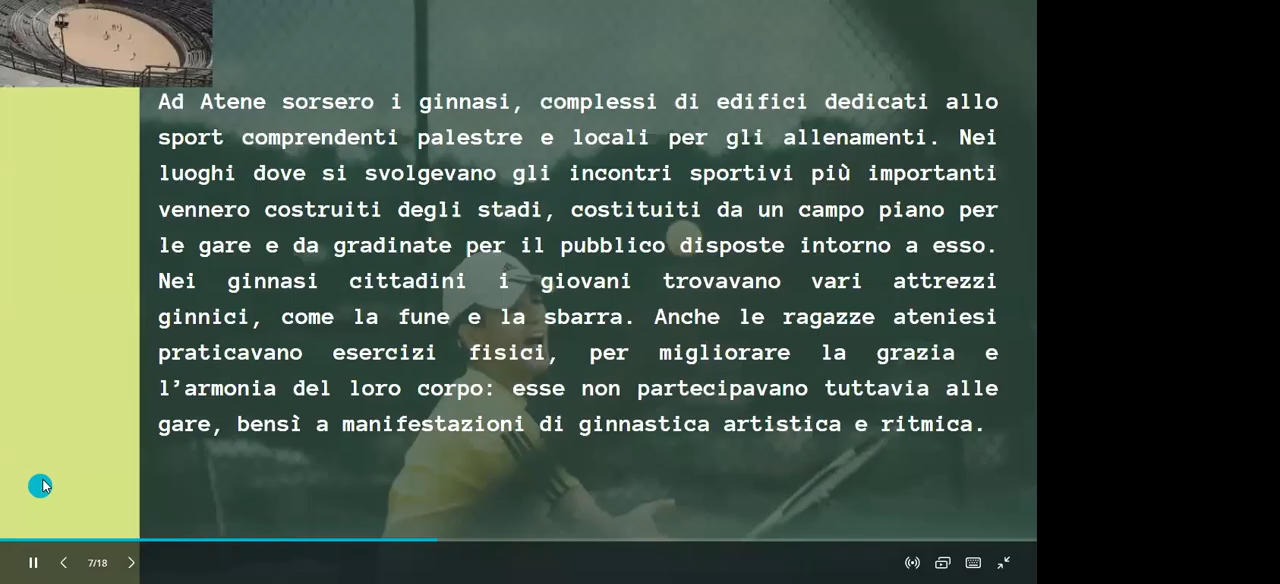 Ad Atene sorsero i ginnasi, complessi di edifici dedicati allo
sport comprendenti palestre e locali per gli allenamenti. Nei
luoghi dove si svolgevano gli incontri sportivi più importanti
vennero costruiti degli stadi, costituiti da un campo piano per
le gare e da gradinate per il pubblico disposte intorno a esso.
Nei ginnasi cittadini i giovani trovavano vari attrezzi
ginnici, come la fune e la sbarra. Anche le ragazze ateniesi
praticavano esercizi fisici, per migliorare la grazia e
l’armonia del loro corpo: esse non partecipavano tuttavia alle
gare, bensì a manifestazioni di ginnastica artistica e ritmica.
7/18